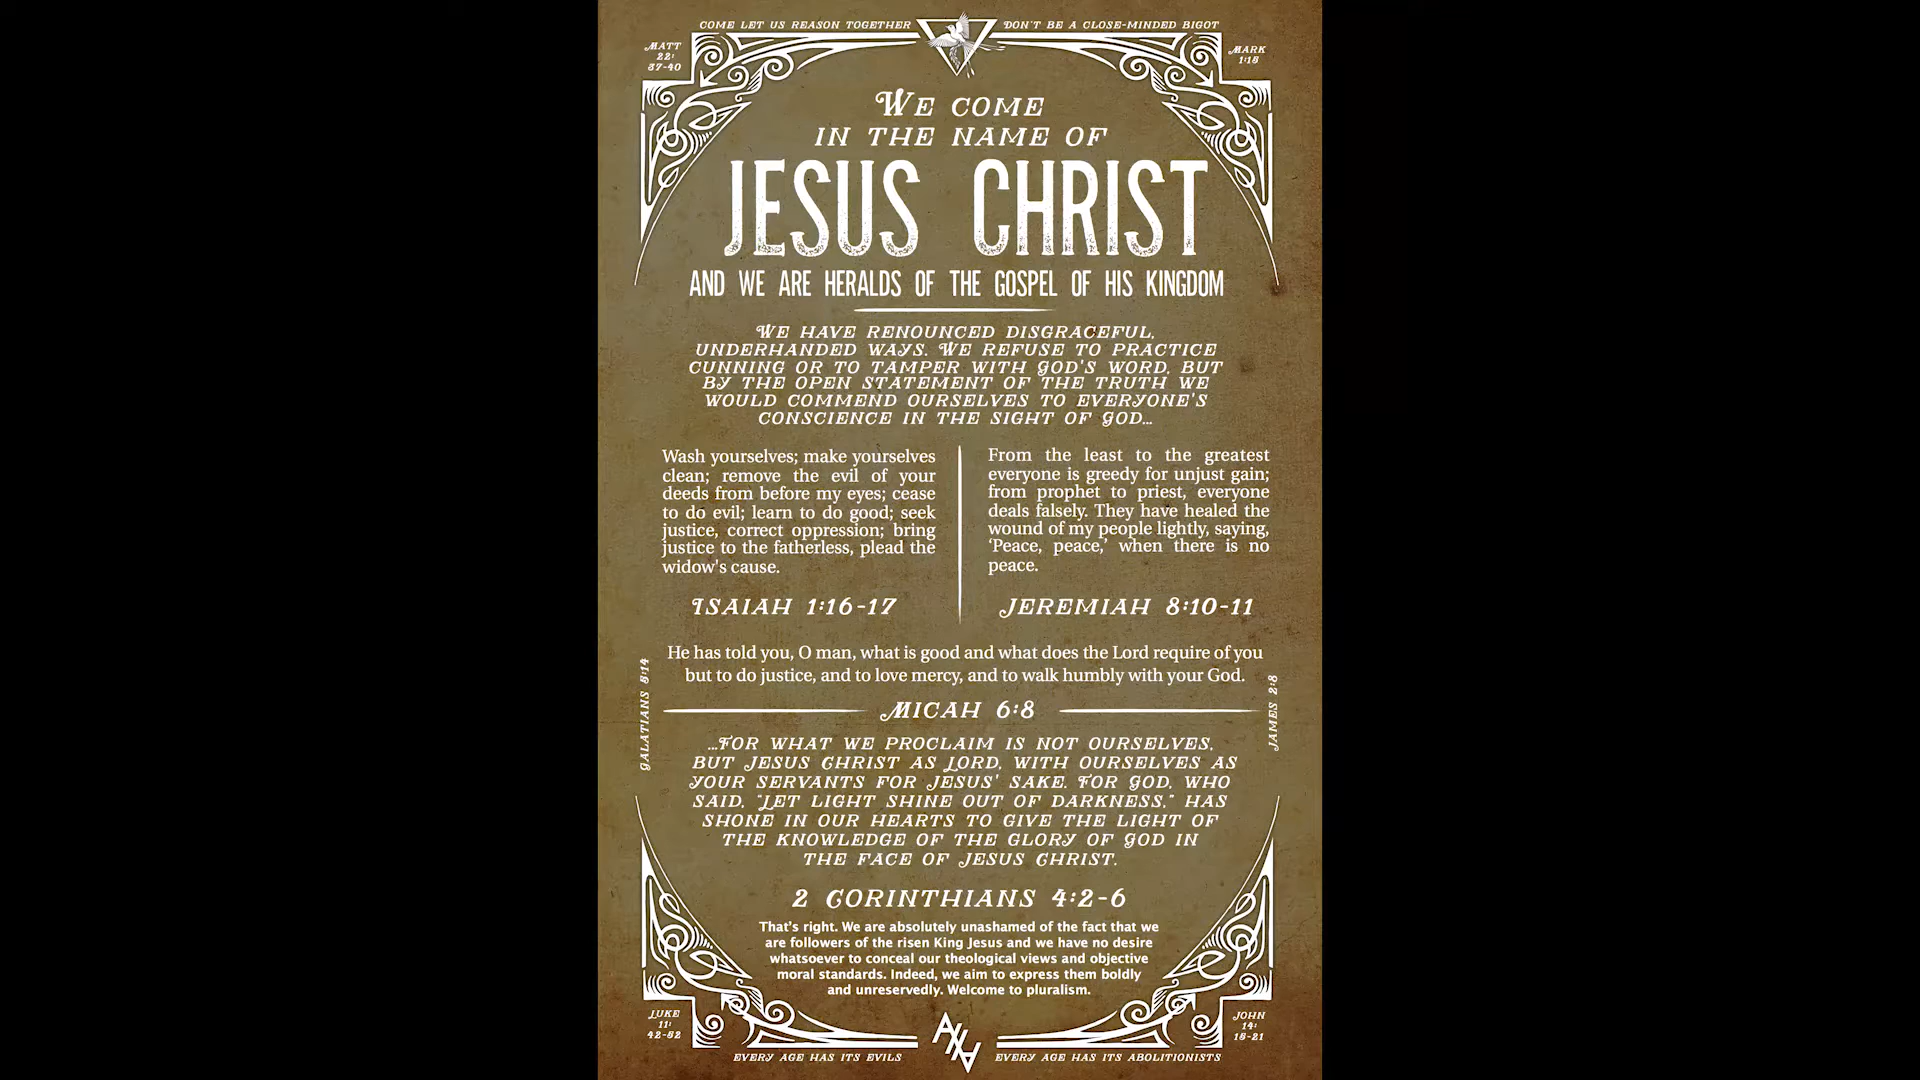 COME LET US REASON TOGETHER
DON'T BE A CLOSE-MINDED BIGOT
MATT
22:
37-40
MARK
1:15
WE COME
IN THE NAME OF
JESUS CHRIST
AND WE ARE HERALDS OF THE GOSPEL OF HIS KINGDOM
WE HAVE RENOUNCED DISGRACEFUL,
UNDERHANDED WAYS. WE REFUSE TO PRACTICE
CUNNING OR TO TAMPER WITH GOD'S WORD, BUT
BY THE OPEN STATEMENT OF THE TRUTH WE
WOULD COMMEND OURSELVES TO EVERYONE'S
CONSCIENCE IN THE SIGHT OF GOD...
Wash yourselves; make yourselves
clean; remove the evil of your
deeds from before my eyes; cease
to do evil; learn to do good; seek
justice, correct oppression; bring
justice to the fatherless, plead the
widow's cause.
ISAIAH 1:16-17
From the least to the greatest
everyone is greedy for unjust gain;
from prophet to priest, everyone
deals falsely. They have healed the
wound of my people lightly, saying,
‘Peace, peace,’ when there is no
peace.
JEREMIAH 8:10-11
He has told you, O man, what is good and what does the Lord require of you
but to do justice, and to love mercy, and to walk humbly with your God.
GALATIANS 5:14
JAMES 2:8
MICAH 6:8
...FOR WHAT WE PROCLAIM IS NOT OURSELVES,
BUT JESUS CHRIST AS LORD, WITH OURSELVES AS
YOUR SERVANTS FOR JESUS' SAKE. FOR GOD, WHO
SAID, "LET LIGHT SHINE OUT OF DARKNESS," HAS
SHONE IN OUR HEARTS TO GIVE THE LIGHT OF
THE KNOWLEDGE OF THE GLORY OF GOD IN
THE FACE OF JESUS CHRIST.
2 CORINTHIANS 4:2-6
That's right. We are absolutely unashamed of the fact that we
are followers of the risen King Jesus and we have no desire
whatsoever to conceal our theological views and objective
moral standards. Indeed, we aim to express them boldly
and unreservedly. Welcome to pluralism.
LUKE
11:
42-52
JOHN
14:
15-21
AHA
EVERY AGE HAS ITS EVILS
EVERY AGE HAS ITS ABOLITIONISTS